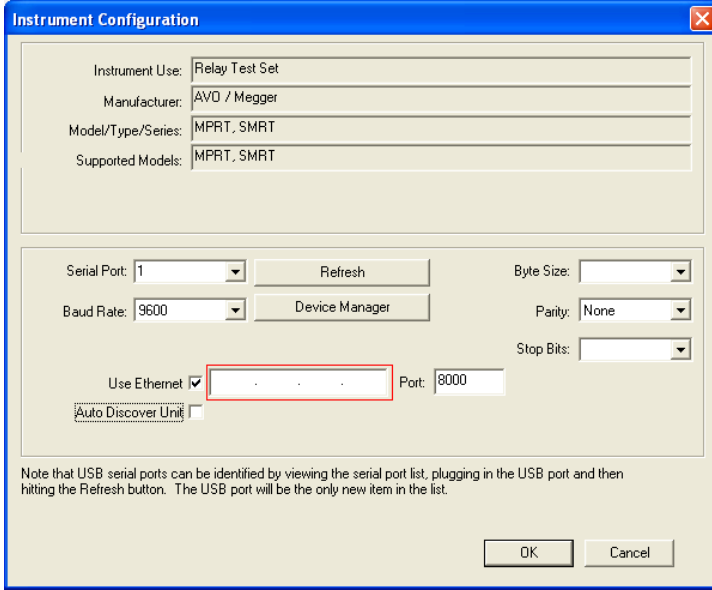 Instrument Configuration
Instrument Use: Relay Test Set
Manufacturer: AVO / Megger
Model/Type/Series: MPRT, SMRT
Supported Models: MPRT, SMRT
Serial Port: 1 Refresh Byte Size:
Baud Rate: 9600 Device Manager Parity: None
Stop Bits:
Use Ethernet . . . Port: 8000
Auto Discover Unit
Note that USB serial ports can be identified by viewing the serial port list, plugging in the USB port and then
hitting the Refresh button. The USB port will be the only new item in the list.
OK Cancel